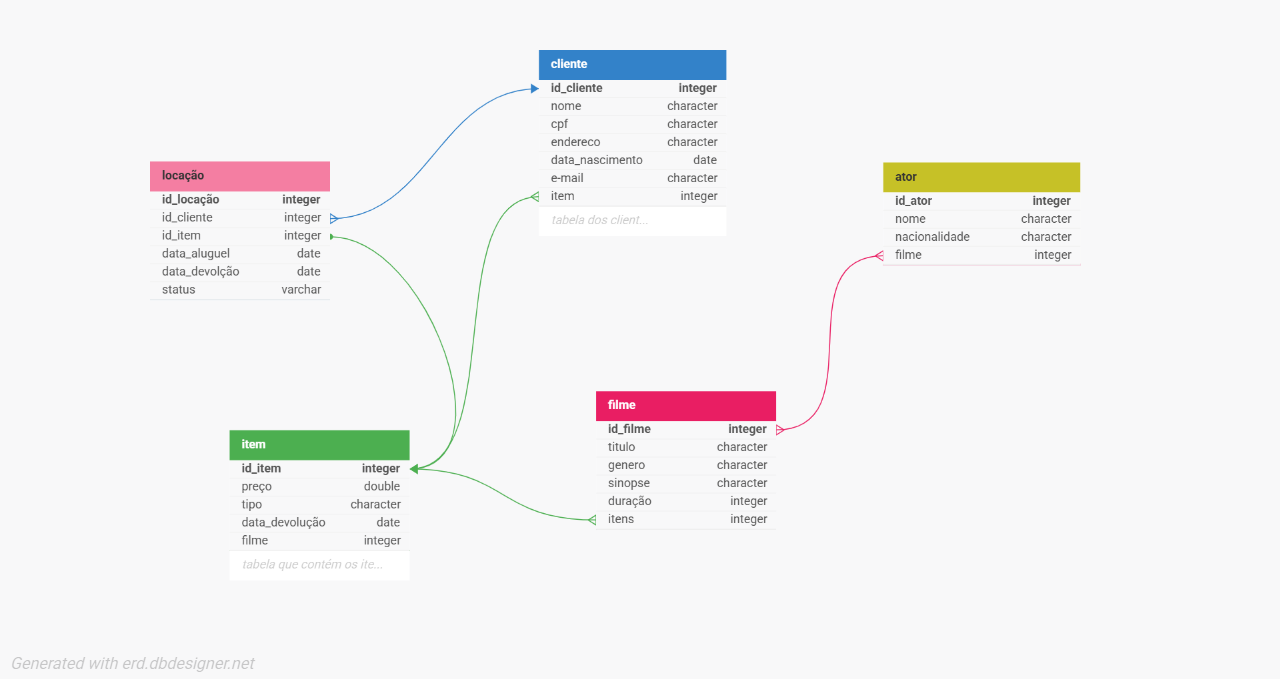 cliente
id_cliente integer
nome character
cpf character
endereco character
data_nascimento date
e-mail character
item integer
tabela dos client...
locação
id_locação integer
id_cliente integer
id_item integer
data_aluguel date
data_devolção date
status varchar
ator
id_ator integer
nome character
nacionalidade character
filme integer
filme
id_filme integer
titulo character
genero character
sinopse character
duração integer
itens integer
item
id_item integer
preço double
tipo character
data_devolução date
filme integer
tabela que contém os ite...
Generated with erd.dbdesigner.net